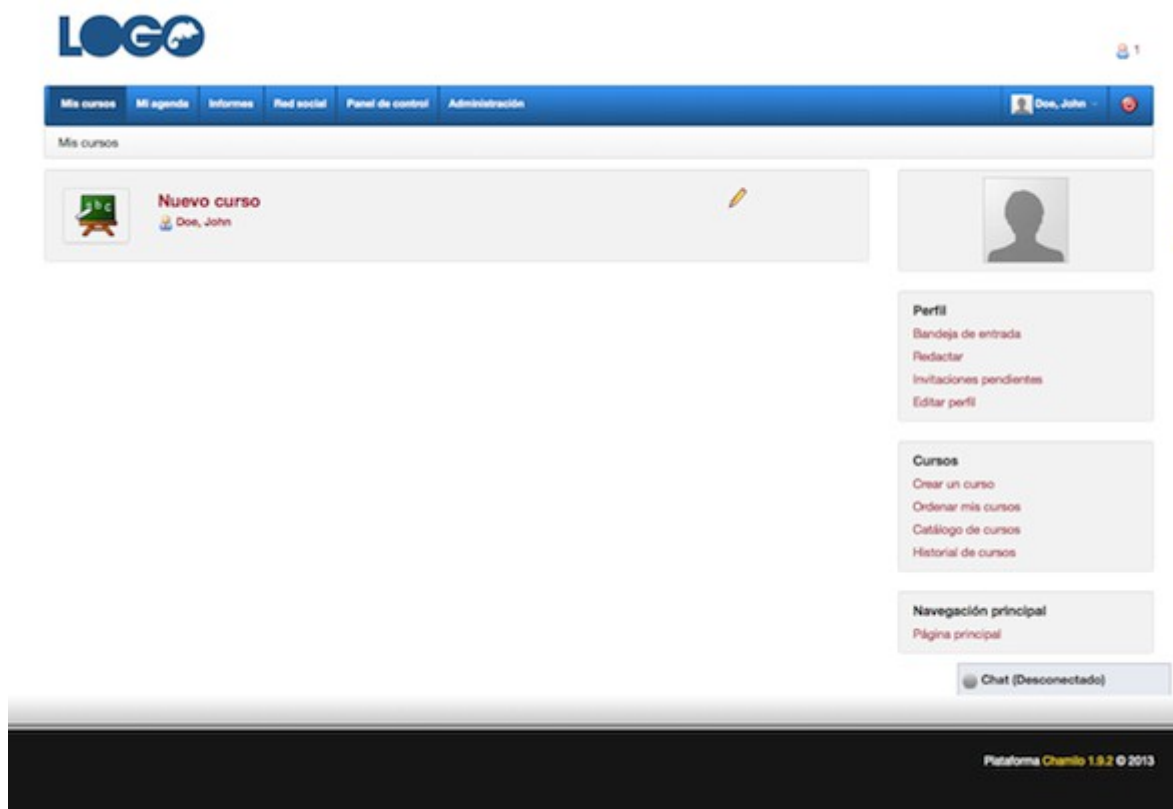 LOGO
1
Mis cursos Mi agenda Informes Red social Panel de control Administración Doe, John
Mis cursos
abc
Nuevo curso
Doe, John
Perfil
Bandeja de entrada
Redactar
Invitaciones pendientes
Editar perfil
Cursos
Crear un curso
Ordenar mis cursos
Catálogo de cursos
Historial de cursos
Navegación principal
Página principal
Chat (Desconectado)
Plataforma Chamilo 1.9.2 © 2013